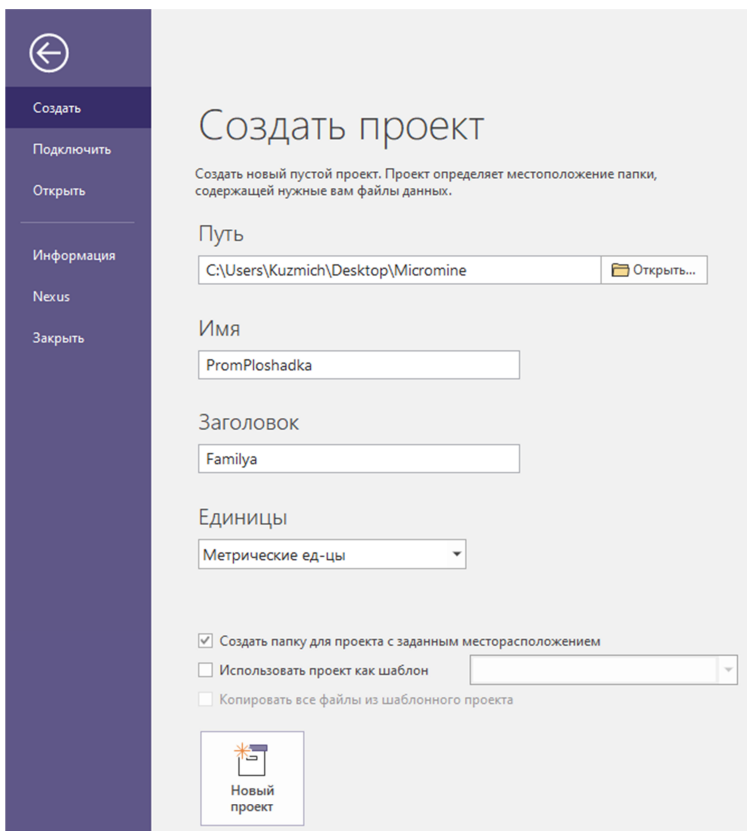 Создать
Подключить
Открыть
Информация
Nexus
Закрыть
Создать проект
Создать новый пустой проект. Проект определяет местоположение папки,
содержащей нужные вам файлы данных.
Путь
C:\Users\Kuzmich\Desktop\Micromine
Открыть...
Имя
PromPloshadka
Заголовок
Familya
Единицы
Метрические ед-цы
Создать папку для проекта с заданным месторасположением
Использовать проект как шаблон
Копировать все файлы из шаблонного проекта
Новый
проект